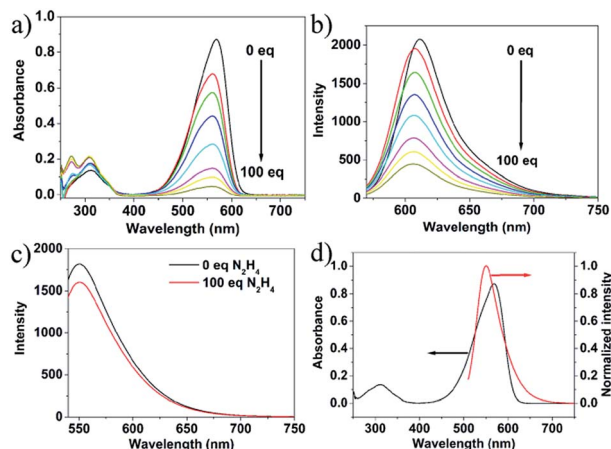 a)
1.0
0.8
0.6
0.4
0.2
0.0
Absorbance
0 eq
100 eq
300 400 500 600 700
Wavelength (nm)
b)
2000
1750
1500
1250
1000
750
500
250
0
Intensity
0 eq
100 eq
600 650 700 750
Wavelength (nm)
c)
2000
1500
1000
500
0
Intensity
0 eq N2H4
100 eq N2H4
550 600 650 700 750
Wavelength (nm)
d)
1.0
0.8
0.6
0.4
0.2
0.0
Absorbance
1.0
0.8
0.6
0.4
0.2
0.0
Normalized intensity
300 400 500 600 700
Wavelength (nm)